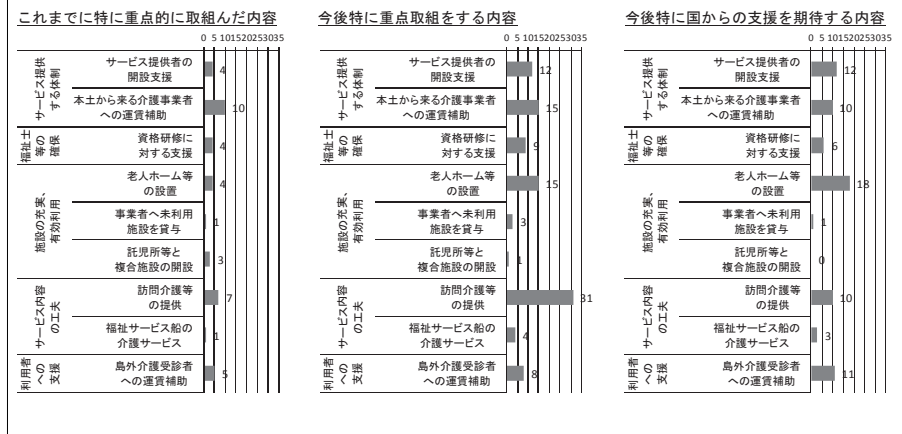 これまでに特に重点的に取組んだ内容
0 5 101520253035
サービス提供
する体制
サービス提供者の
開設支援
4
本土から来る介護事業者
への運賃補助
10
福祉士
等の
確保
資格研修に
対する支援
4
施設の充実、
有効利用
老人ホーム等
の設置
4
事業者へ未利用
施設を貸与
1
託児所等と
複合施設の開設
3
サービス内容
の工夫
訪問介護等
の提供
7
福祉サービス船の
介護サービス
1
利用者
への
支援
島外介護受診者
への運賃補助
5
今後特に重点取組をする内容
0 5 101520253035
サービス提供
する体制
サービス提供者の
開設支援
12
本土から来る介護事業者
への運賃補助
15
福祉士
等の
確保
資格研修に
対する支援
9
施設の充実、
有効利用
老人ホーム等
の設置
15
事業者へ未利用
施設を貸与
3
託児所等と
複合施設の開設
1
サービス内容
の工夫
訪問介護等
の提供
31
福祉サービス船の
介護サービス
4
利用者
への
支援
島外介護受診者
への運賃補助
8
今後特に国からの支援を期待する内容
0 5 101520253035
サービス提供
する体制
サービス提供者の
開設支援
12
本土から来る介護事業者
への運賃補助
10
福祉士
等の
確保
資格研修に
対する支援
6
施設の充実、
有効利用
老人ホーム等
の設置
18
事業者へ未利用
施設を貸与
1
託児所等と
複合施設の開設
0
サービス内容
の工夫
訪問介護等
の提供
10
福祉サービス船の
介護サービス
3
利用者
への
支援
島外介護受診者
への運賃補助
11